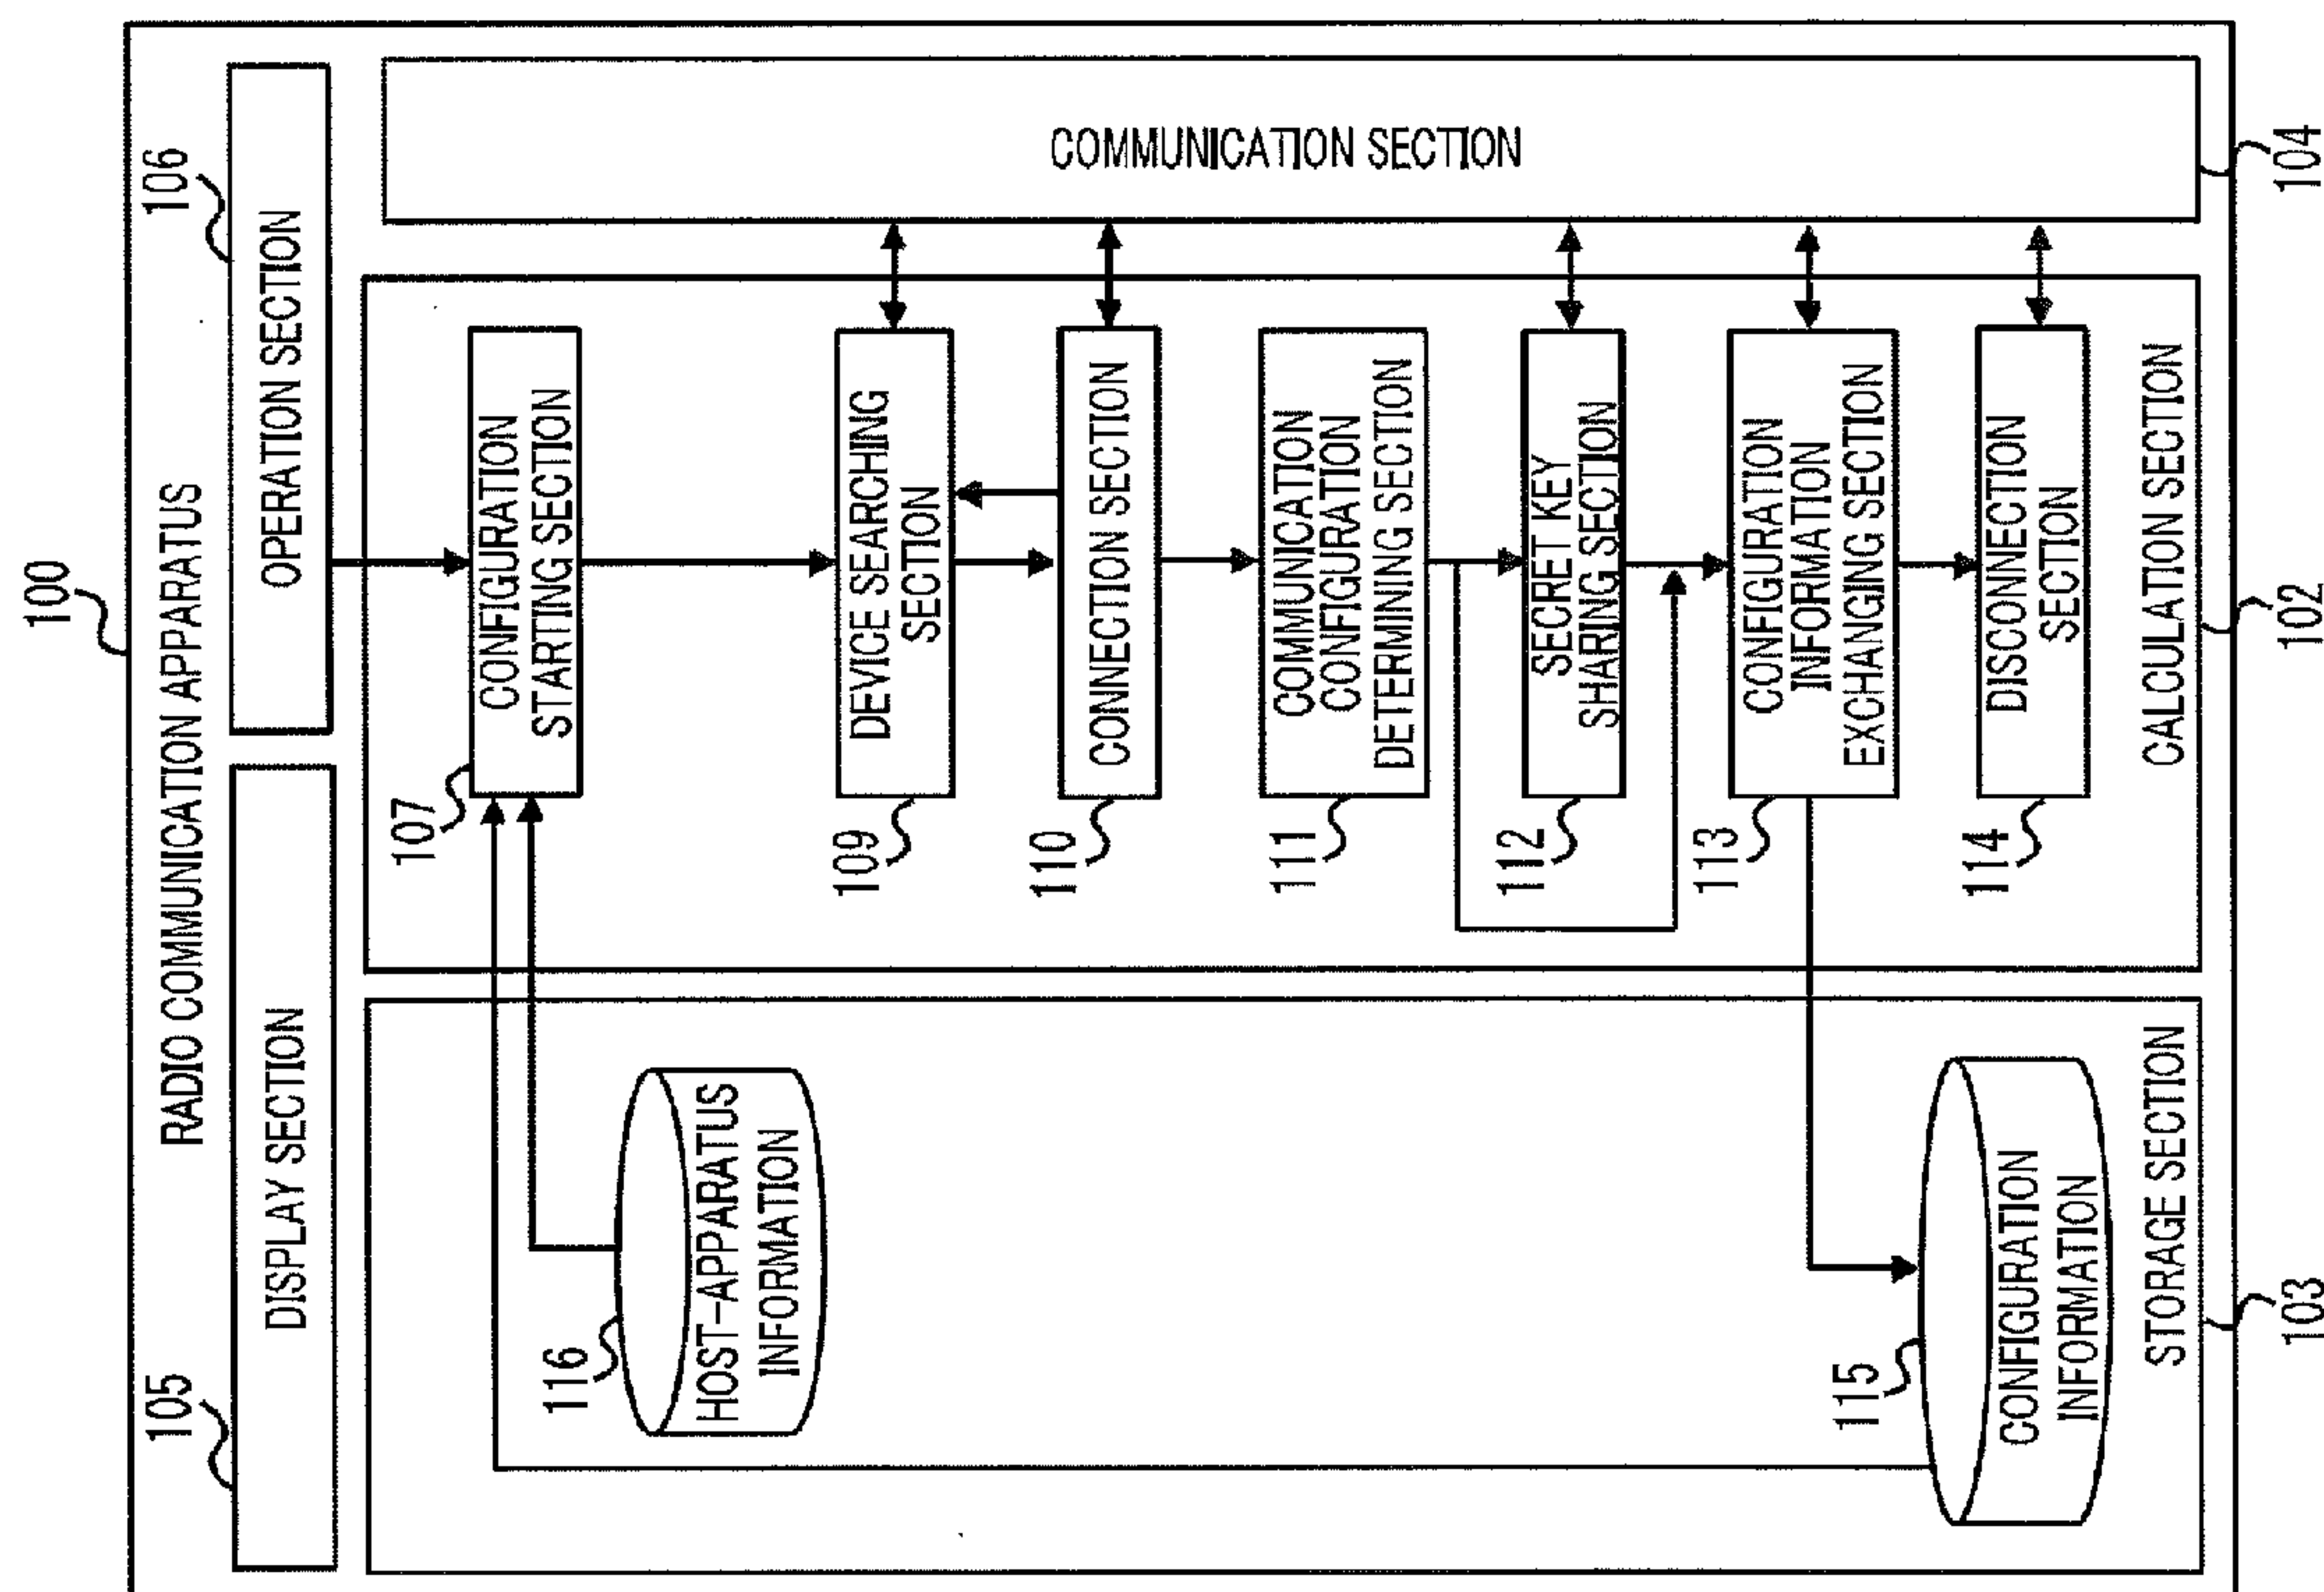 100
RADIO COMMUNICATION APPARATUS
105
DISPLAY SECTION
106
OPERATION SECTION
116
HOST-APPARATUS
INFORMATION
115
CONFIGURATION
INFORMATION
STORAGE SECTION
103
107
CONFIGURATION
STARTING SECTION
109
DEVICE SEARCHING
SECTION
110
CONNECTION SECTION
111
COMMUNICATION
CONFIGURATION
DETERMINING SECTION
112
SECRET KEY
SHARING SECTION
113
CONFIGURATION
INFORMATION
EXCHANGING SECTION
114
DISCONNECTION
SECTION
CALCULATION SECTION
102
COMMUNICATION SECTION
104